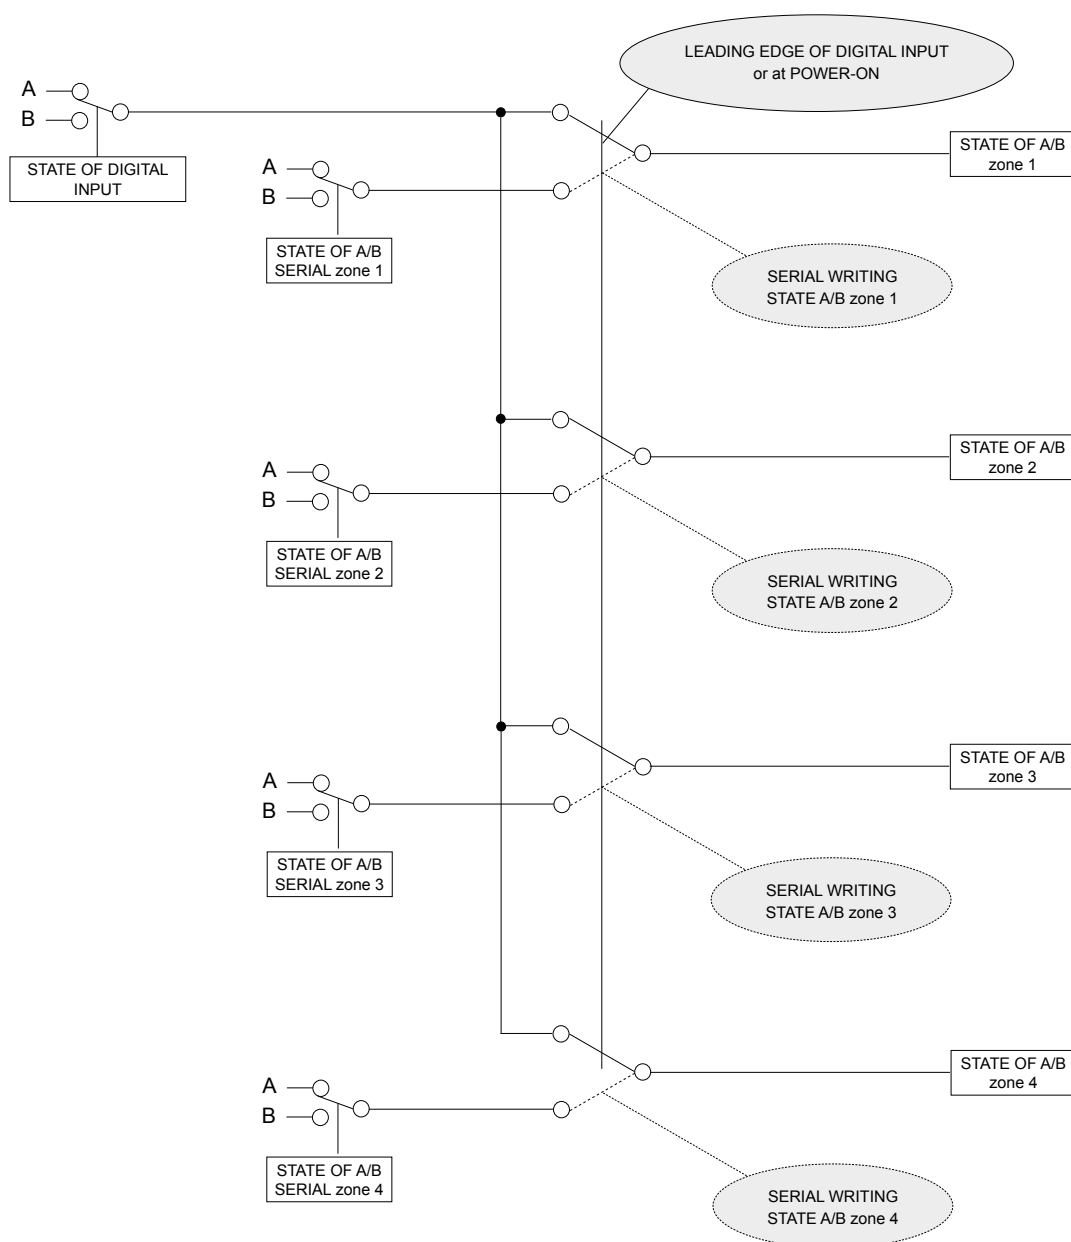 LEADING EDGE OF DIGITAL INPUT
or at POWER-ON
A
B
STATE OF DIGITAL
INPUT
STATE OF A/B
zone 1
A
B
STATE OF A/B
SERIAL zone 1
SERIAL WRITING
STATE A/B zone 1
STATE OF A/B
zone 2
A
B
STATE OF A/B
SERIAL zone 2
SERIAL WRITING
STATE A/B zone 2
STATE OF A/B
zone 3
A
B
STATE OF A/B
SERIAL zone 3
SERIAL WRITING
STATE A/B zone 3
STATE OF A/B
zone 4
A
B
STATE OF A/B
SERIAL zone 4
SERIAL WRITING
STATE A/B zone 4